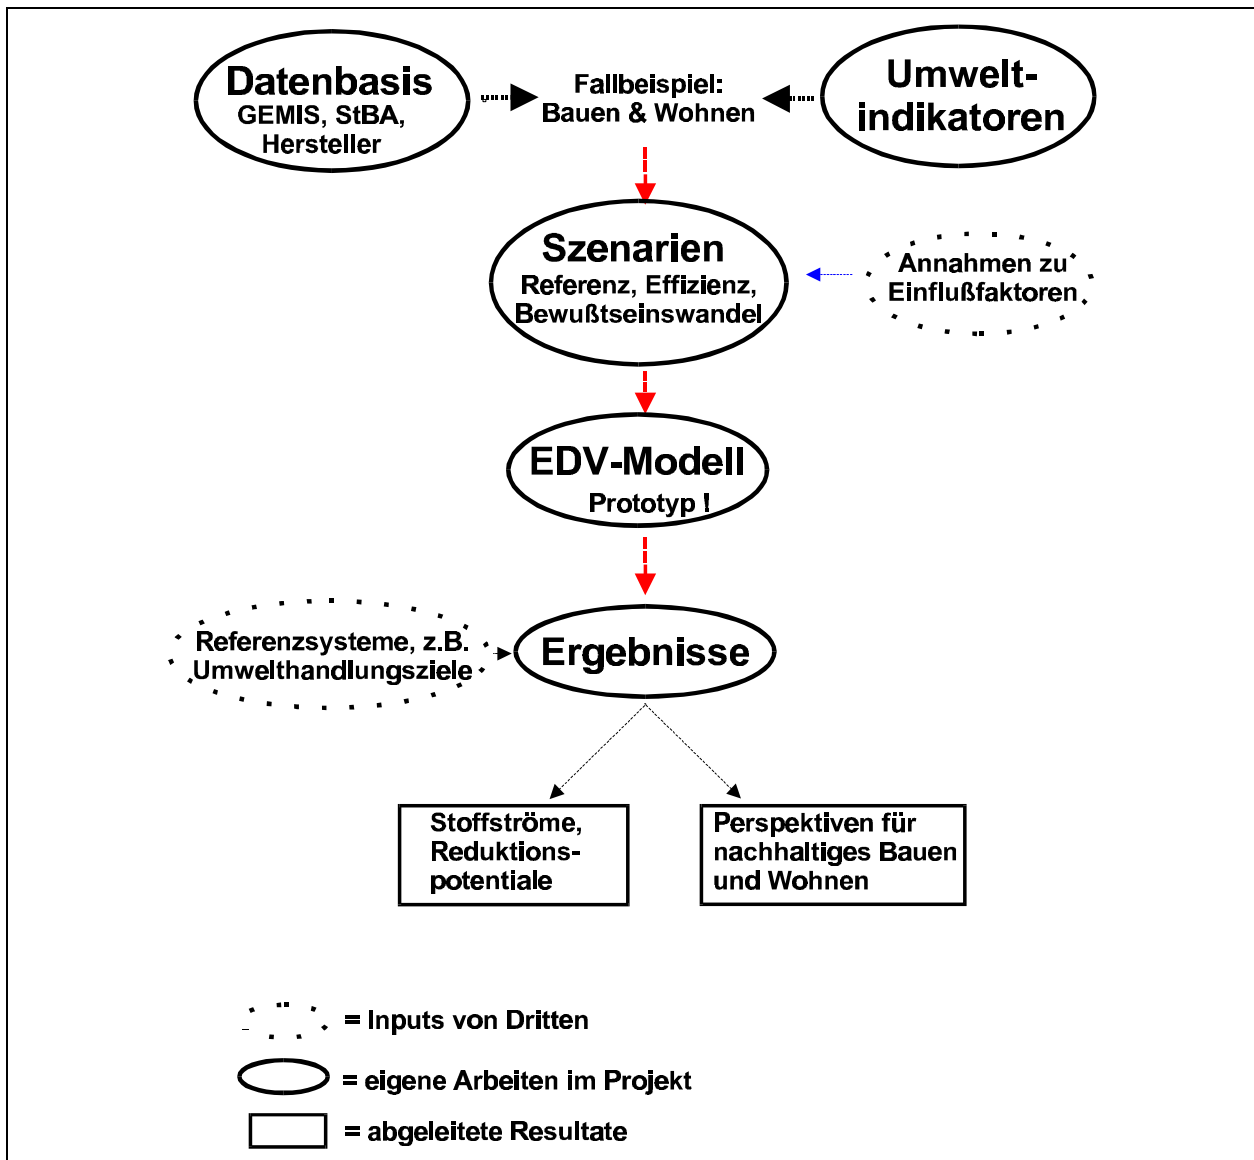 Datenbasis
GEMIS, StBA,
Hersteller
Fallbeispiel:
Bauen & Wohnen
Umwelt-
indikatoren
Szenarien
Referenz, Effizienz,
Bewußtseinswandel
Annahmen zu
Einflußfaktoren
EDV-Modell
Prototyp !
Referenzsysteme, z.B.
Umwelthandlungsziele
Ergebnisse
Stoffströme,
Reduktions-
potentiale
Perspektiven für
nachhaltiges Bauen
und Wohnen
= Inputs von Dritten
= eigene Arbeiten im Projekt
= abgeleitete Resultate